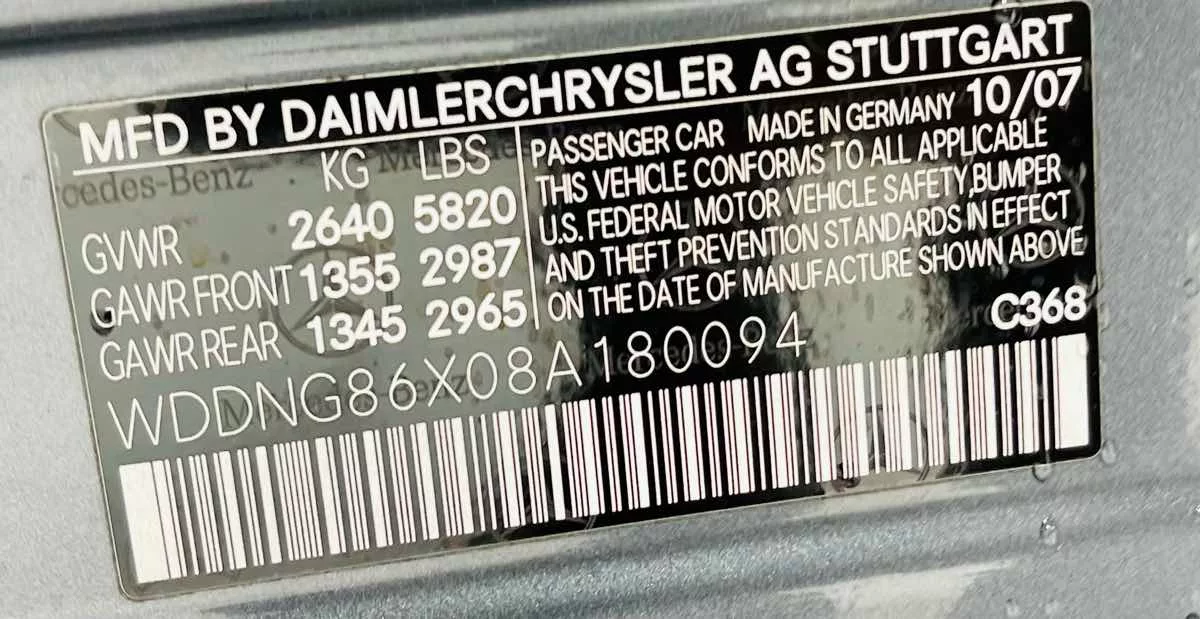 MFD BY DAIMLERCHRYSLER AG STUTTGART
KG LBS
GVWR 2640 5820
GAWR FRONT 1355 2987
GAWR REAR 1345 2965
PASSENGER CAR MADE IN GERMANY 10/07
THIS VEHICLE CONFORMS TO ALL APPLICABLE
U.S. FEDERAL MOTOR VEHICLE SAFETY,BUMPER
AND THEFT PREVENTION STANDARDS IN EFFECT
ON THE DATE OF MANUFACTURE SHOWN ABOVE
C368
WDDNG86X08A180094